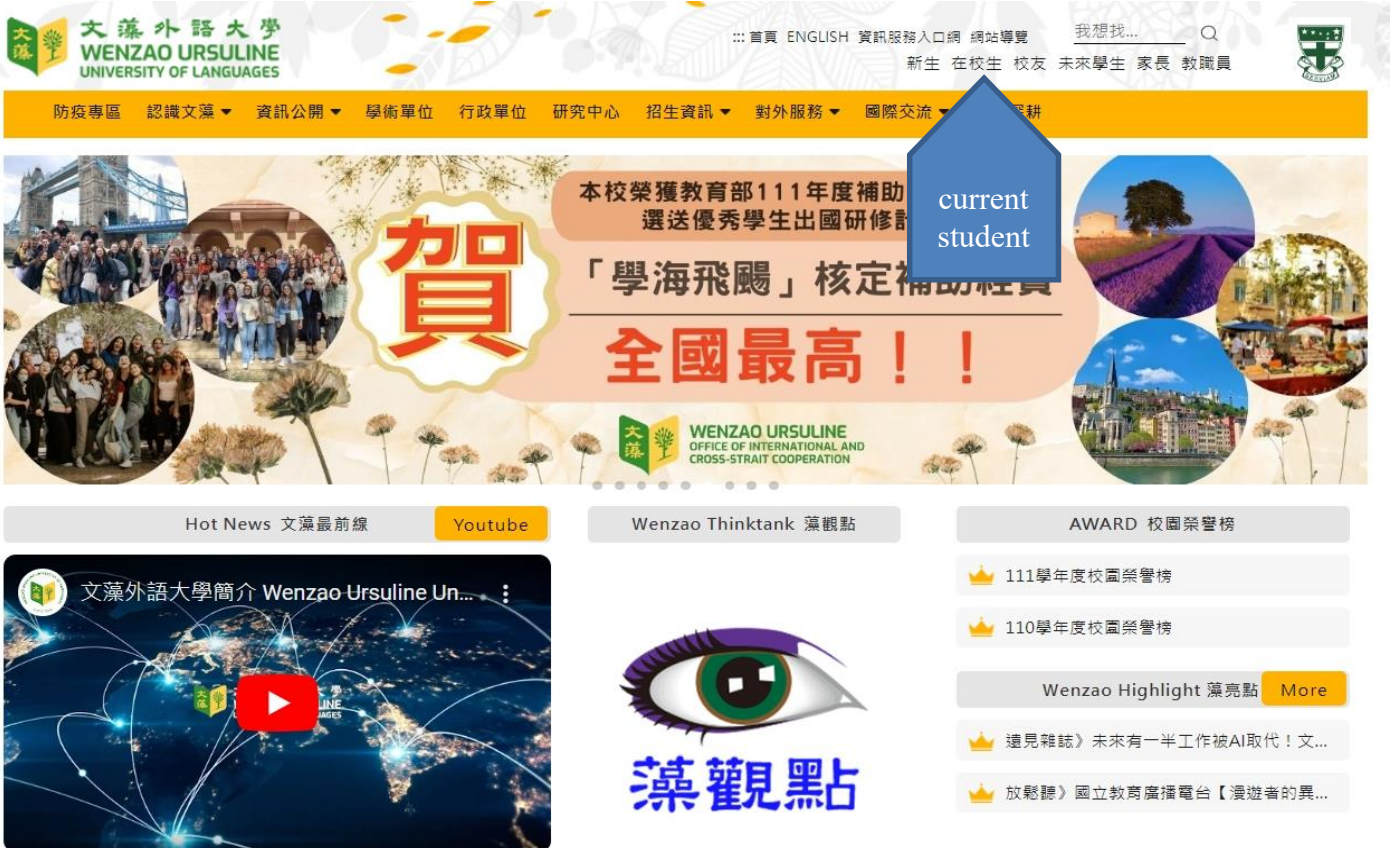 文藻外語大學
WENZAO URSULINE
UNIVERSITY OF LANGUAGES
文藻
::: 首頁 ENGLISH 資訊服務入口網 網站導覽 我想找...
新生 在校生 校友 未來學生 家長 教職員
WENZAO
防疫專區 認識文藻 資訊公開 學術單位 行政單位 研究中心 招生資訊 對外服務 國際交流 深耕
current
student
賀
本校榮獲教育部111年度補助
選送優秀學生出國研修
「學海飛颺」核定補助經費
全國最高！！
文藻
WENZAO URSULINE
OFFICE OF INTERNATIONAL AND
CROSS-STRAIT COOPERATION
Hot News 文藻最前線 Youtube
文藻外語大學簡介 Wenzao Ursuline Un...
Wenzao Thinktank 藻觀點
藻觀點
AWARD 校園榮譽榜
111學年度校園榮譽榜
110學年度校園榮譽榜
Wenzao Highlight 藻亮點 More
遠見雜誌》未來有一半工作被AI取代！文...
放鬆聽》國立教育廣播電台【漫遊者的異...